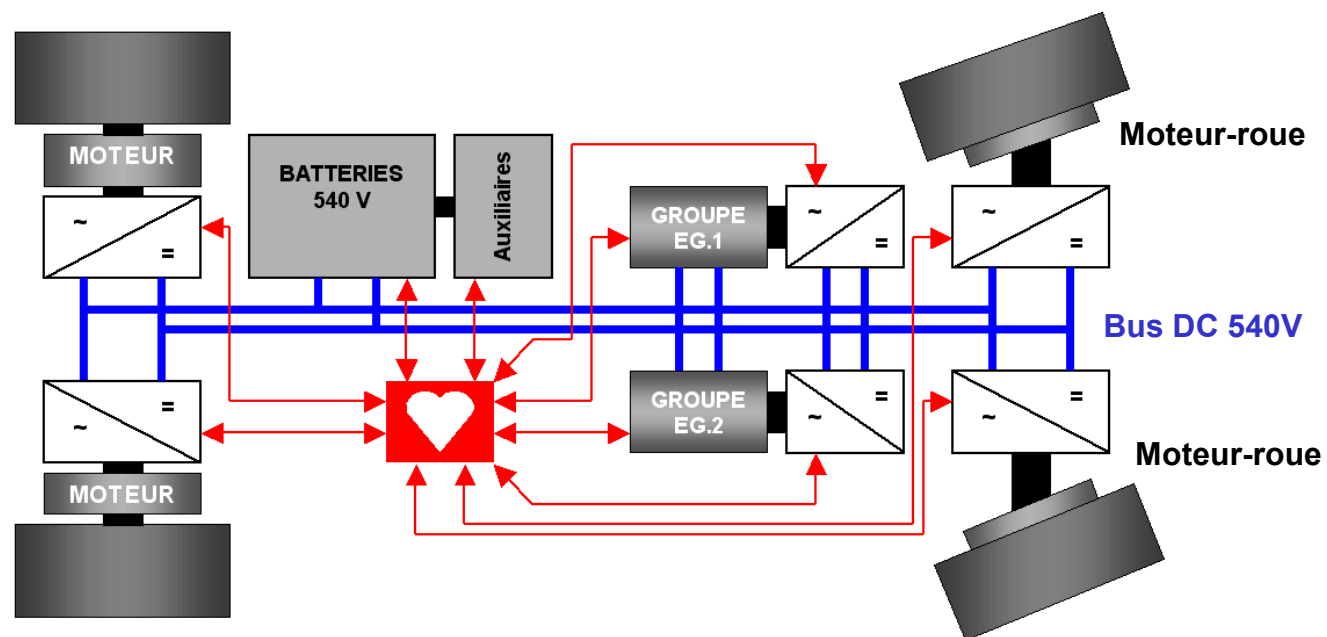 MOTEUR
BATTERIES
540 V
Auxiliaires
Moteur-roue
GROUPE
EG.1
~
=
~
=
~
=
Bus DC 540V
~
=
GROUPE
EG.2
~
=
~
=
Moteur-roue
MOTEUR